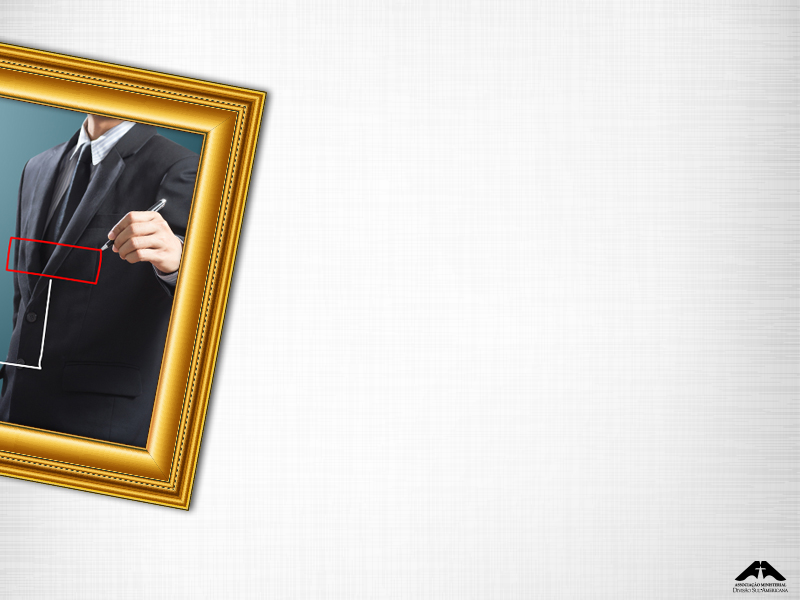 ASSOCIAÇÃO MINISTERIAL
DIVISÃO SUL-AMERICANA